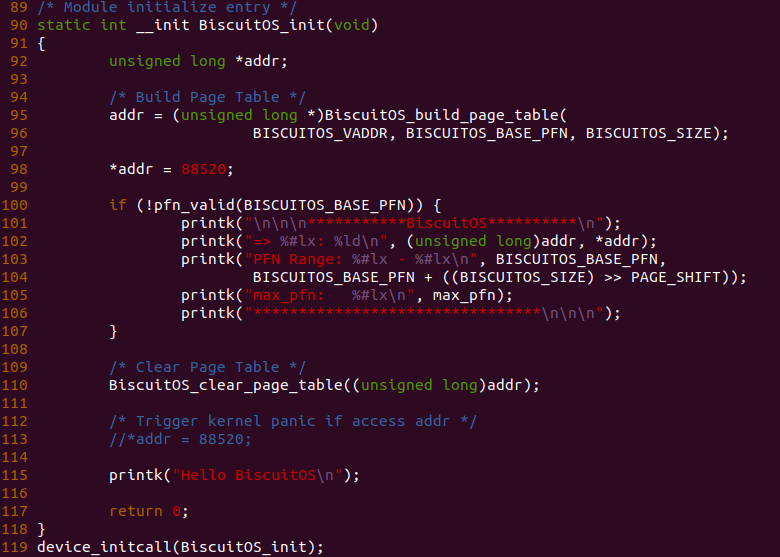 89 /* Module initialize entry */
90 static int __init BiscuitOS_init(void)
91 {
92         unsigned long *addr;
93
94         /* Build Page Table */
95         addr = (unsigned long *)BiscuitOS_build_page_table(
96                         BISCUITOS_VADDR, BISCUITOS_BASE_PFN, BISCUITOS_SIZE);
97
98         *addr = 88520;
99
100         if (!pfn_valid(BISCUITOS_BASE_PFN)) {
101                 printk("\n\n\n***********BiscuitOS**********\n");
102                 printk("=> %#lx: %ld\n", (unsigned long)addr, *addr);
103                 printk("PFN Range: %#lx - %#lx\n", BISCUITOS_BASE_PFN,
104                         BISCUITOS_BASE_PFN + ((BISCUITOS_SIZE) >> PAGE_SHIFT));
105                 printk("max_pfn:   %#lx\n", max_pfn);
106                 printk("********************************\n\n\n");
107         }
108
109         /* Clear Page Table */
110         BiscuitOS_clear_page_table((unsigned long)addr);
111
112         /* Trigger kernel panic if access addr */
113         //*addr = 88520;
114
115         printk("Hello BiscuitOS\n");
116
117         return 0;
118 }
119 device_initcall(BiscuitOS_init);